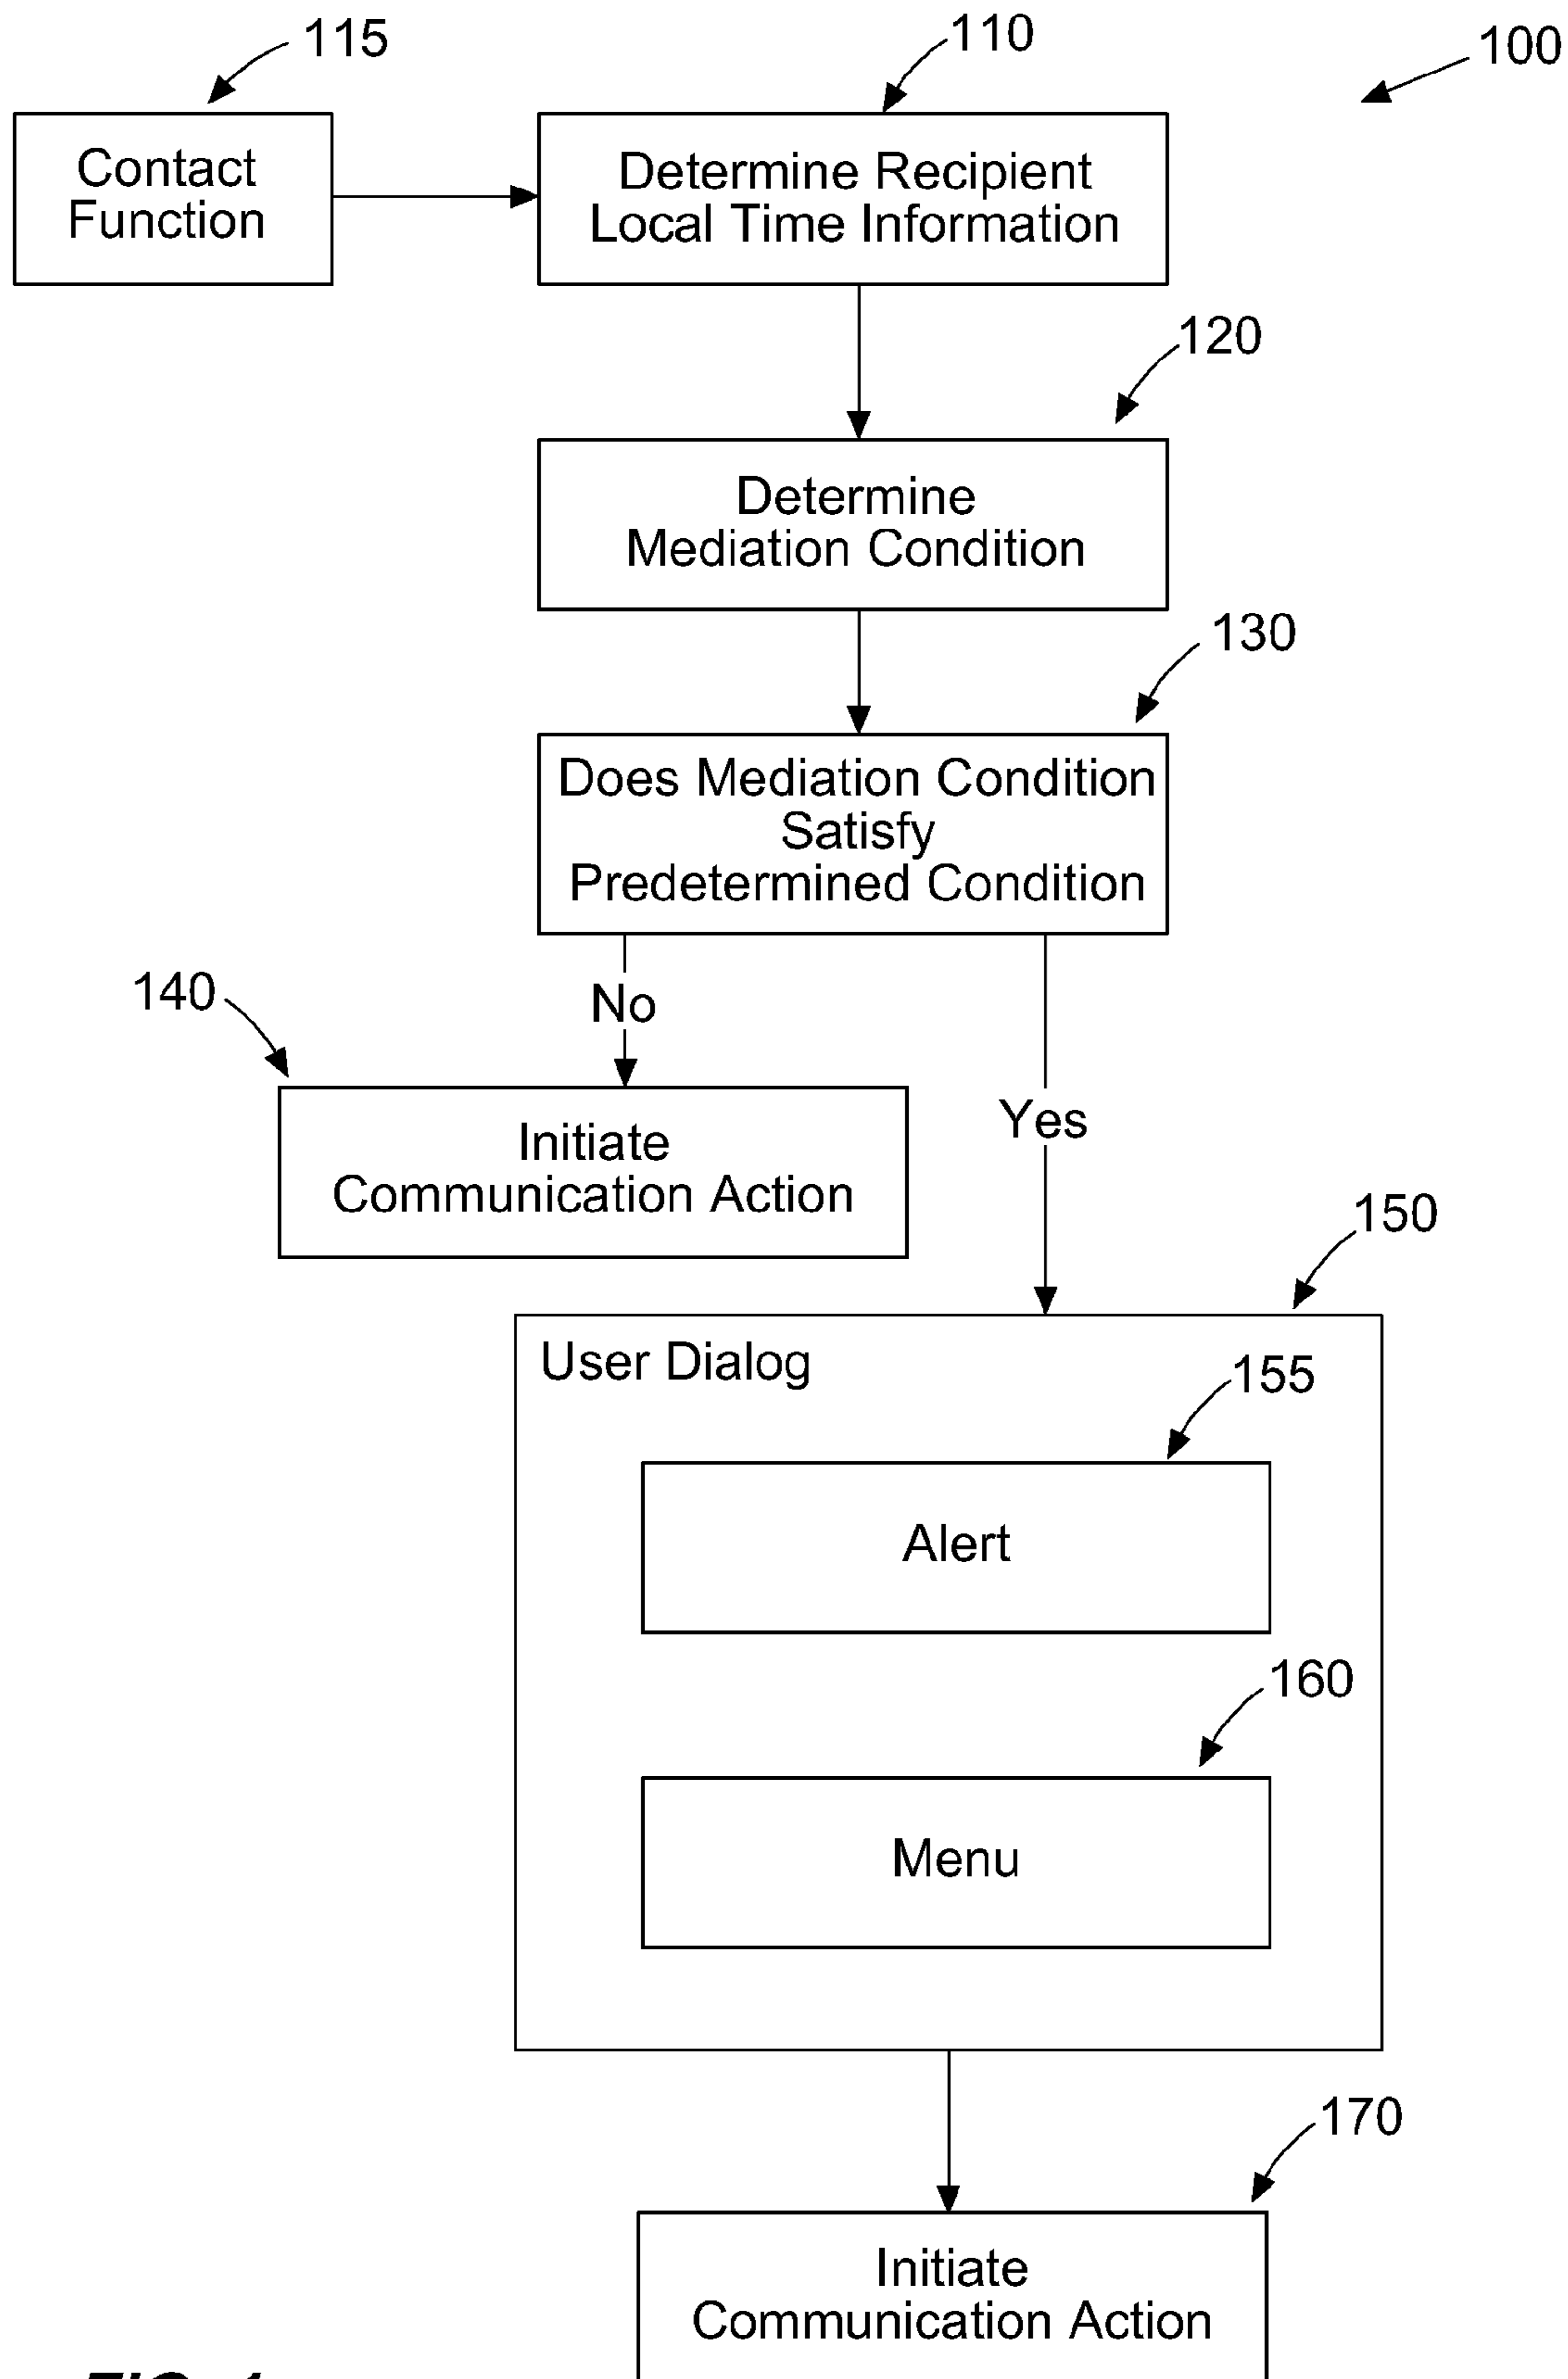 115
110
100
Contact
Function
Determine Recipient
Local Time Information
120
Determine
Mediation Condition
130
Does Mediation Condition
Satisfy
Predetermined Condition
140
No
Yes
Initiate
Communication Action
150
User Dialog
155
Alert
160
Menu
170
Initiate
Communication Action